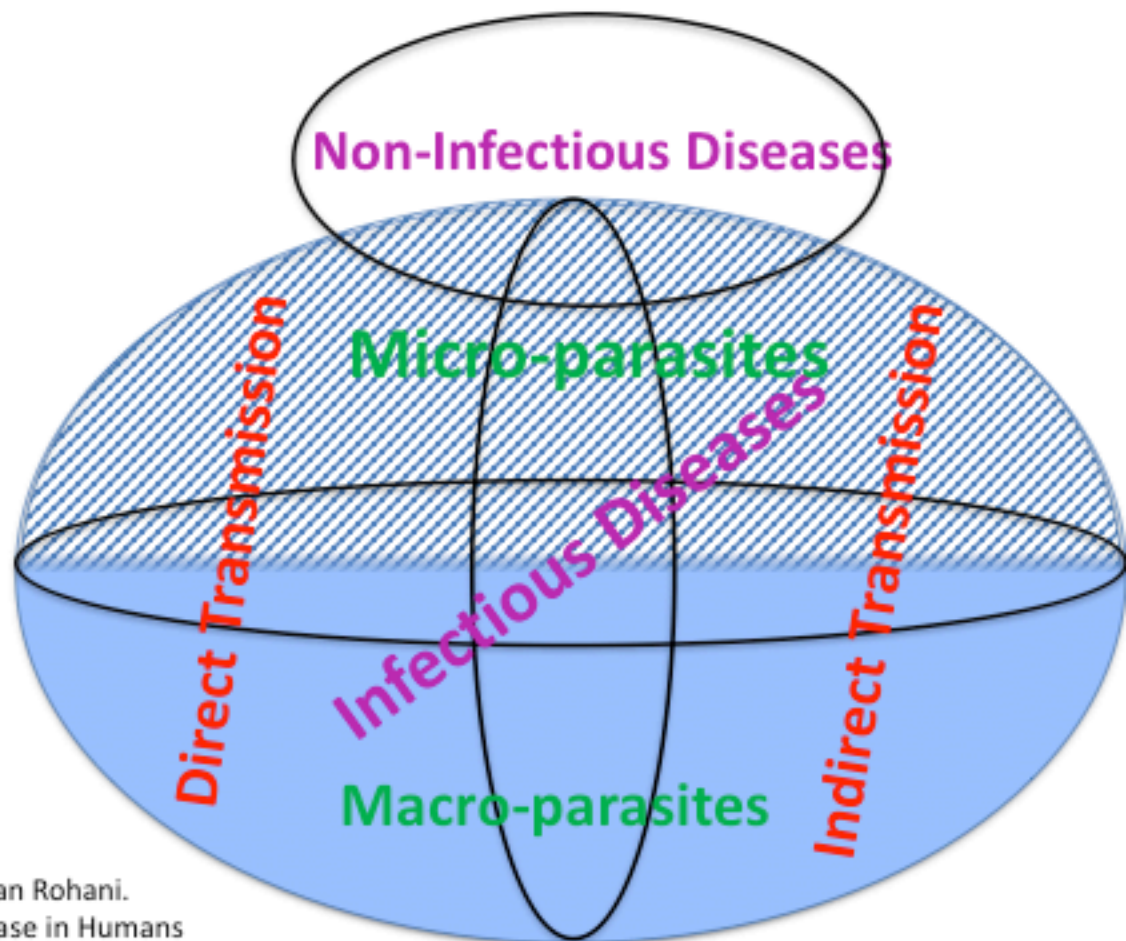 Non-Infectious Diseases
Micro-parasites
Direct Transmission
Infectious Diseases
Indirect Transmission
Macro-parasites
an Rohani.
ase in Humans